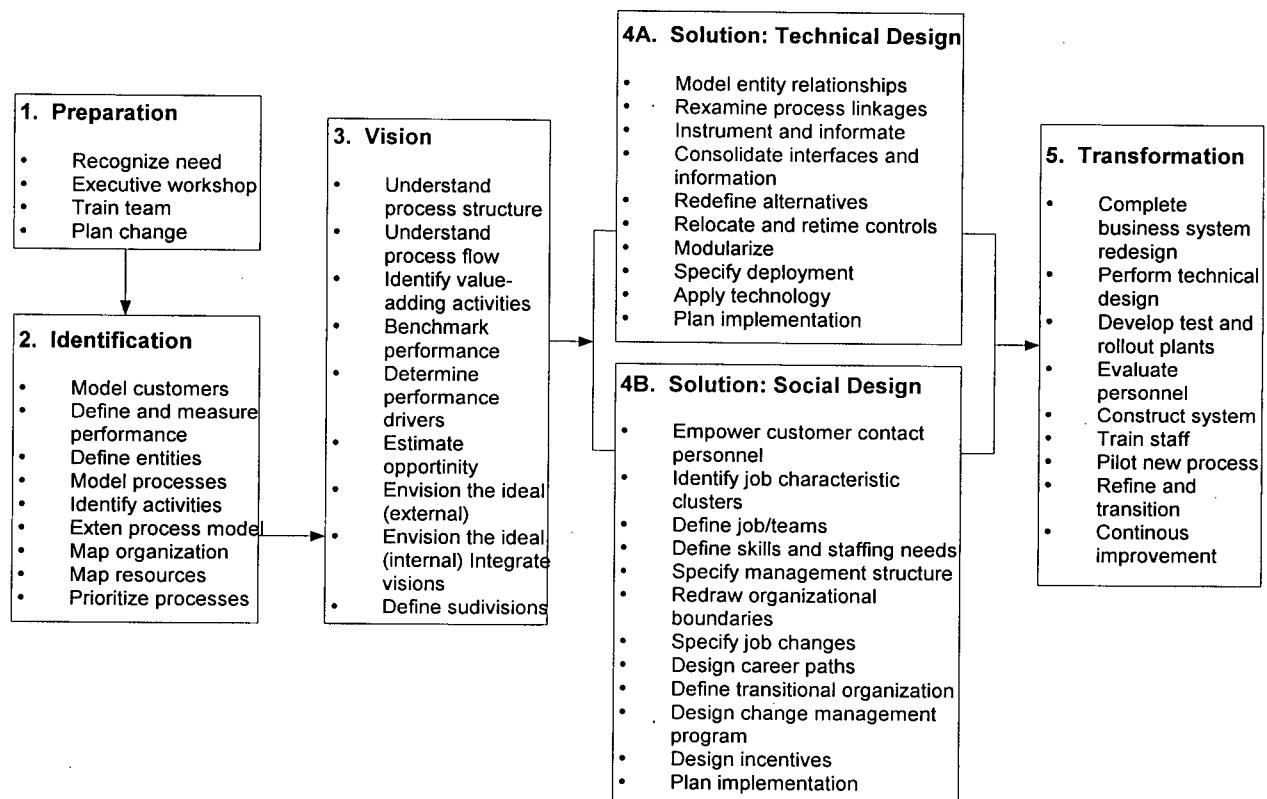 1. Preparation
• Recognize need
• Executive workshop
• Train team
• Plan change
2. Identification
• Model customers
• Define and measure
performance
• Define entities
• Model processes
• Identify activities
• Exten process model
• Map organization
• Map resources
• Prioritize processes
3. Vision
• Understand
process structure
• Understand
process flow
• Identify value-
adding activities
• Benchmark
performance
• Determine
performance
drivers
• Estimate
opportinity
• Envision the ideal
(external)
• Envision the ideal
(internal) Integrate
visions
• Define sudivisions
4A. Solution: Technical Design
• Model entity relationships
• Rexamine process linkages
• Instrument and informate
• Consolidate interfaces and
information
• Redefine alternatives
• Relocate and retime controls
• Modularize
• Specify deployment
• Apply technology
• Plan implementation
4B. Solution: Social Design
• Empower customer contact
personnel
• Identify job characteristic
clusters
• Define job/teams
• Define skills and staffing needs
• Specify management structure
• Redraw organizational
boundaries
• Specify job changes
• Design career paths
• Define transitional organization
• Design change management
program
• Design incentives
• Plan implementation
5. Transformation
• Complete
business system
redesign
• Perform technical
design
• Develop test and
rollout plants
• Evaluate
personnel
• Construct system
• Train staff
• Pilot new process
• Refine and
transition
• Continous
improvement